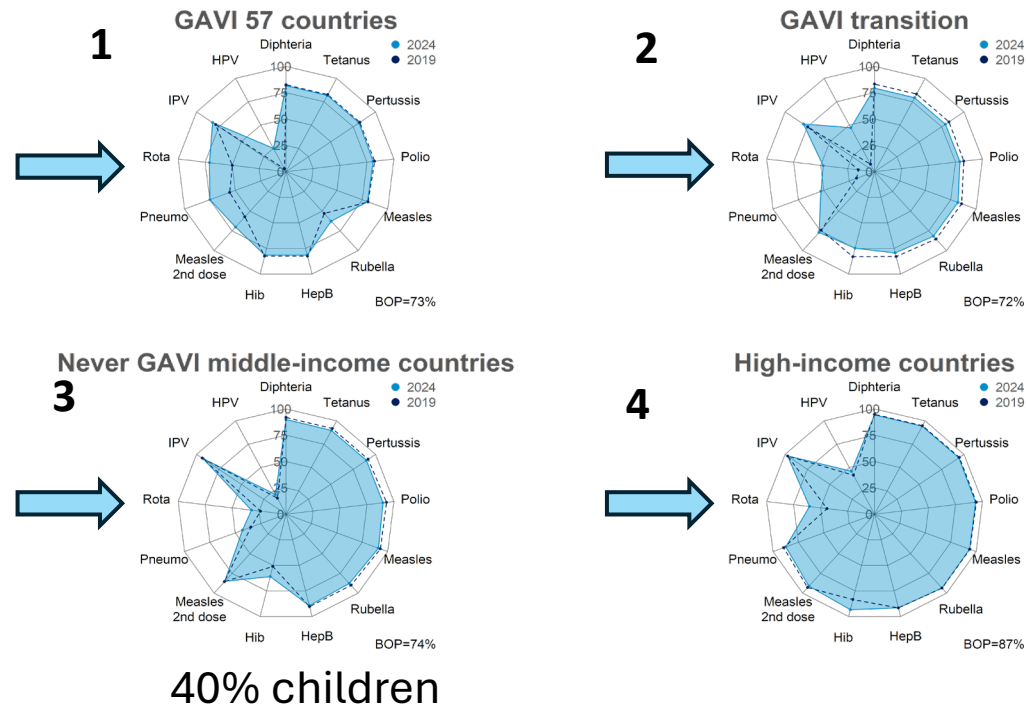 GAVI 57 countries
1
2024
2019
Diphteria
Tetanus
Pertussis
Polio
Measles
Rubella
HepB
Hib
Measles
2nd dose
Pneumo
Rota
IPV
HPV
100
75
50
25
0
BOP=73%
GAVI transition
2
2024
2019
Diphteria
Tetanus
Pertussis
Polio
Measles
Rubella
HepB
Hib
Measles
2nd dose
Pneumo
Rota
IPV
HPV
100
75
50
25
0
BOP=72%
Never GAVI middle-income countries
3
2024
2019
Diphteria
Tetanus
Pertussis
Polio
Measles
Rubella
HepB
Hib
Measles
2nd dose
Pneumo
Rota
IPV
HPV
100
75
50
25
0
BOP=74%
40% children
High-income countries
4
2024
2019
Diphteria
Tetanus
Pertussis
Polio
Measles
Rubella
HepB
Hib
Measles
2nd dose
Pneumo
Rota
IPV
HPV
100
75
50
25
0
BOP=87%